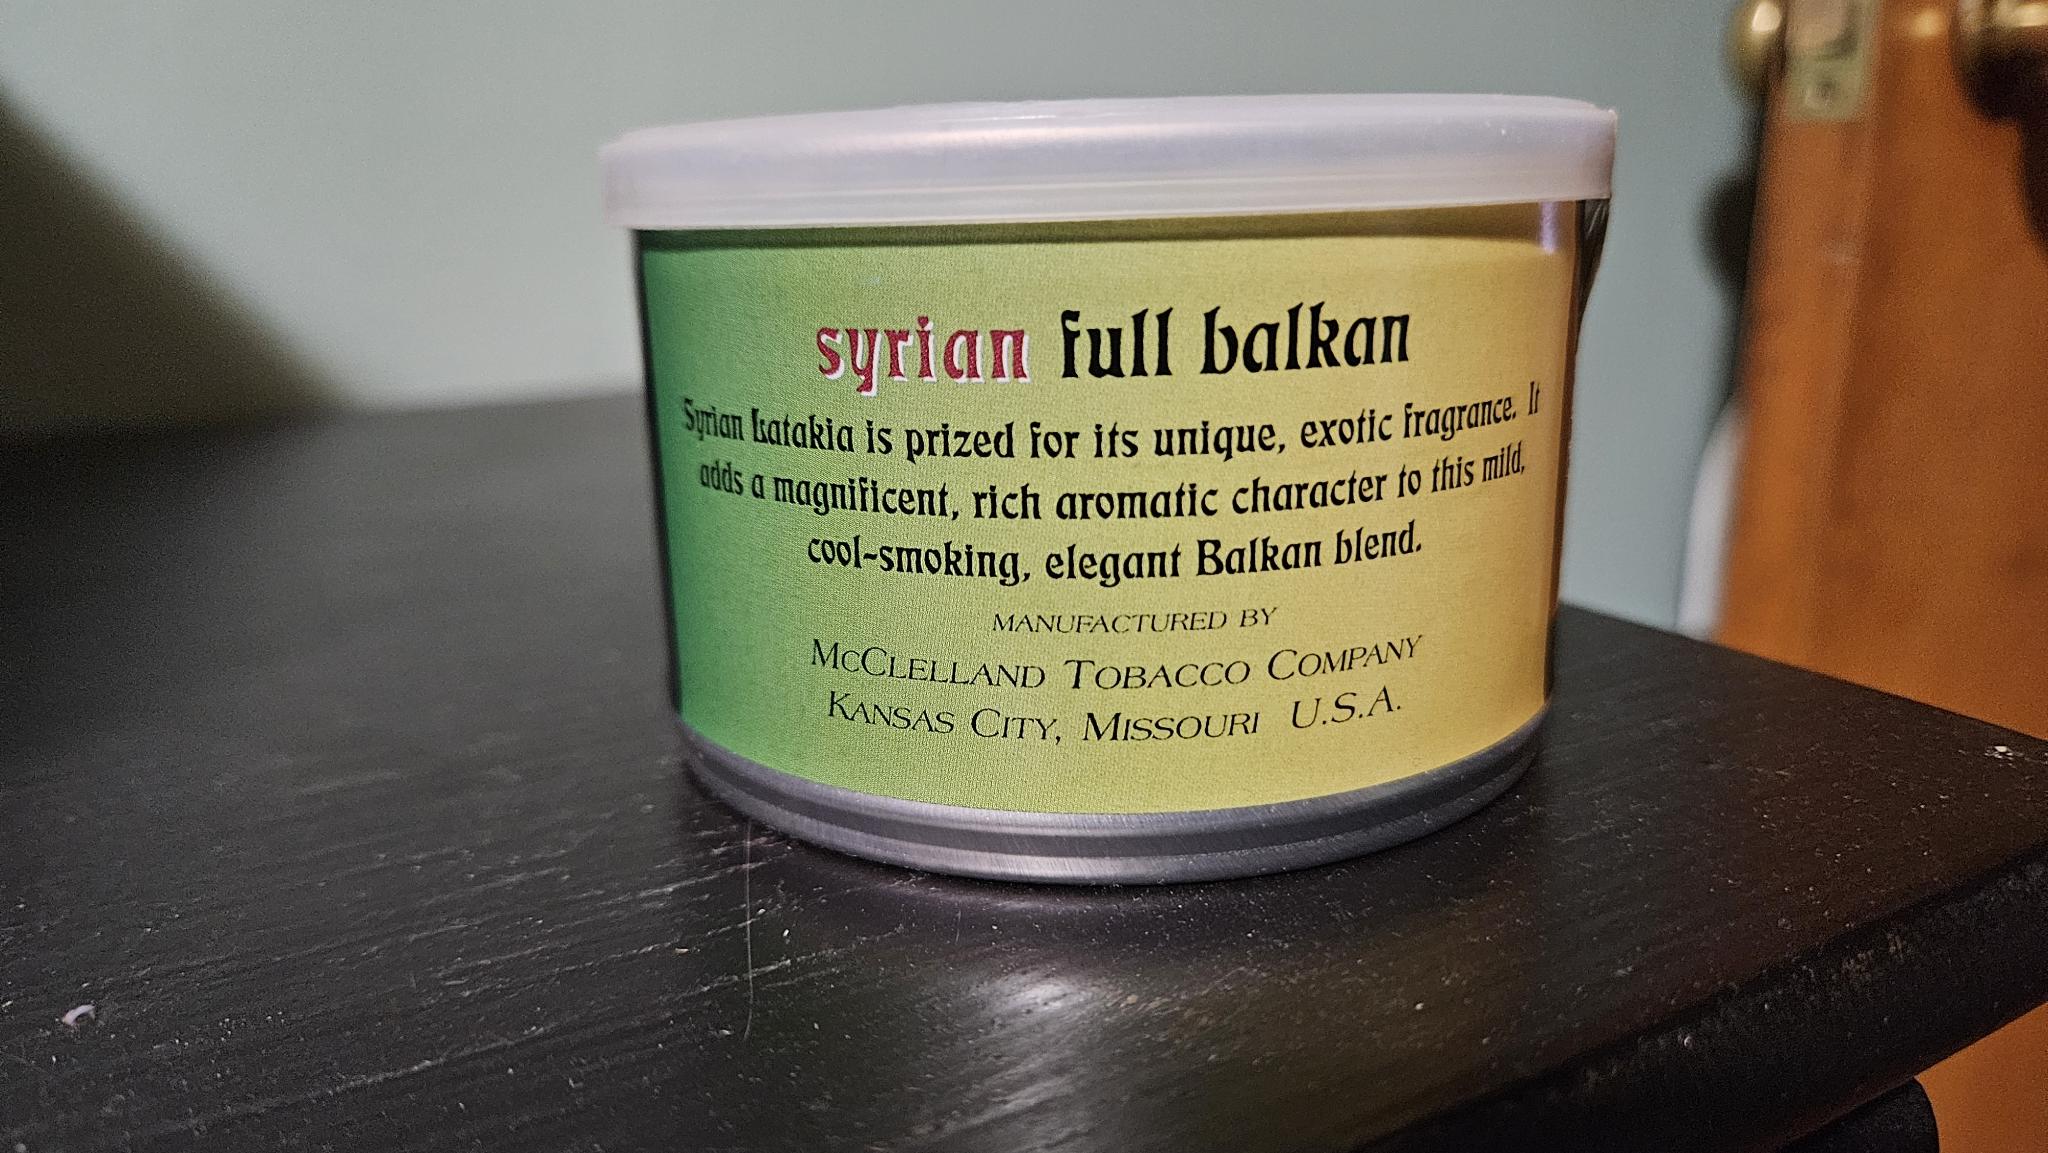 syrian full balkan
Syrian Latakia is prized for its unique, exotic fragrance. It
adds a magnificent, rich aromatic character to this mild,
cool-smoking, elegant Balkan blend.
MANUFACTURED BY
MCCLELLAND TOBACCO COMPANY
KANSAS CITY, MISSOURI U.S.A.